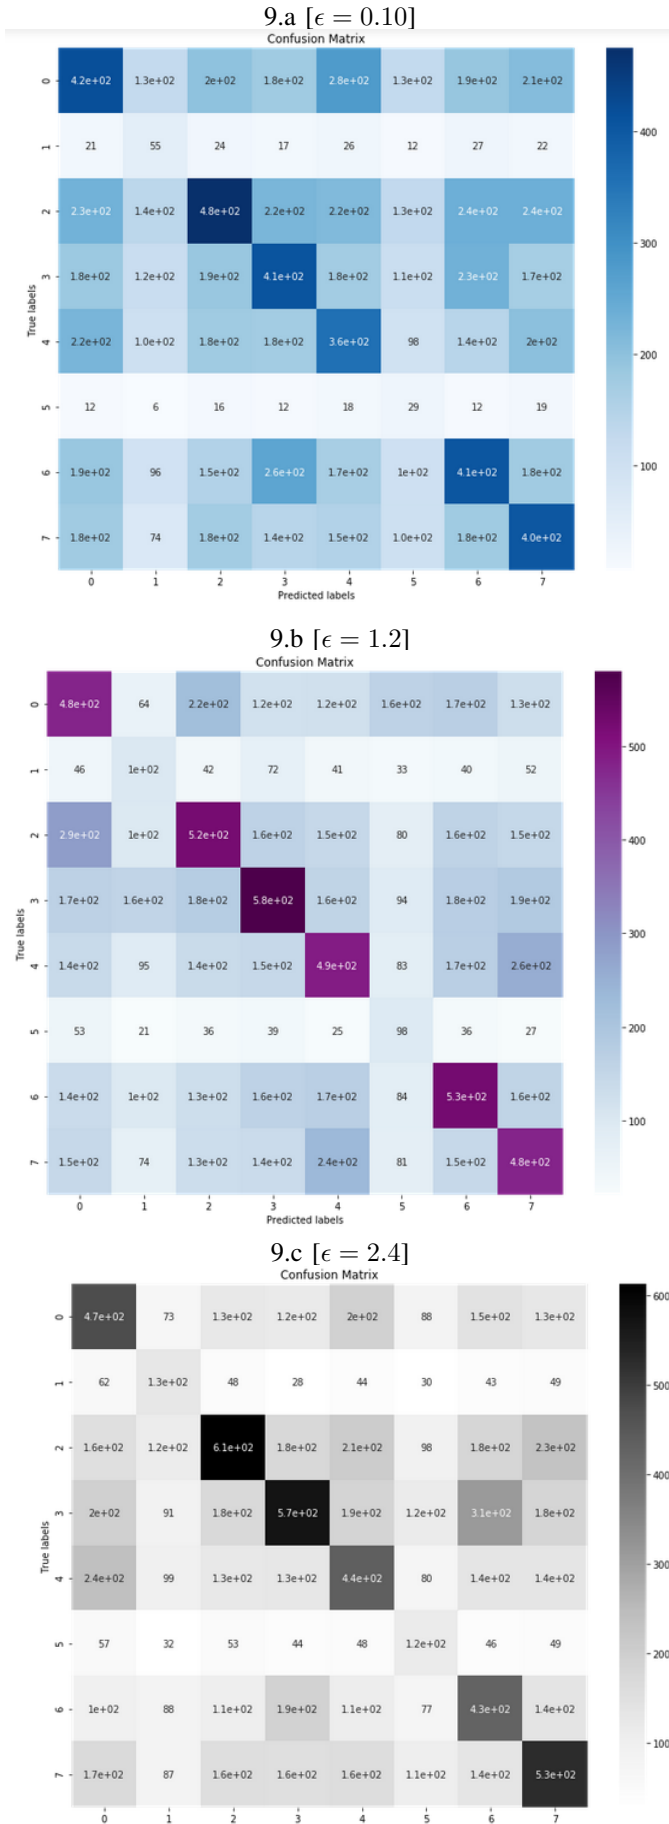 9.a [ϵ = 0.10]
Confusion Matrix
0 4.2e+02 1.3e+02 2e+02 1.8e+02 2.8e+02 1.3e+02 1.9e+02 2.1e+02
1 21 55 24 17 26 12 27 22
2 2.3e+02 1.4e+02 4.8e+02 2.2e+02 2.2e+02 1.3e+02 2.4e+02 2.4e+02
3 1.8e+02 1.2e+02 1.9e+02 4.1e+02 1.8e+02 1.1e+02 2.3e+02 1.7e+02
4 2.2e+02 1.0e+02 1.8e+02 1.8e+02 3.6e+02 98 1.4e+02 2e+02
5 12 6 16 12 18 29 12 19
6 1.9e+02 96 1.5e+02 2.6e+02 1.7e+02 1e+02 4.1e+02 1.8e+02
7 1.8e+02 74 1.8e+02 1.4e+02 1.5e+02 1.0e+02 1.8e+02 4.0e+02
0 1 2 3 4 5 6 7
Predicted labels
True labels
400
300
200
100
9.b [ϵ = 1.2]
Confusion Matrix
0 4.8e+02 64 2.2e+02 1.2e+02 1.2e+02 1.6e+02 1.7e+02 1.3e+02
1 46 1e+02 42 72 41 33 40 52
2 2.9e+02 1e+02 5.2e+02 1.6e+02 1.5e+02 80 1.6e+02 1.5e+02
3 1.7e+02 1.6e+02 1.8e+02 5.8e+02 1.6e+02 94 1.8e+02 1.9e+02
4 1.4e+02 95 1.4e+02 1.5e+02 4.9e+02 83 1.7e+02 2.6e+02
5 53 21 36 39 25 98 36 27
6 1.4e+02 1e+02 1.3e+02 1.6e+02 1.7e+02 84 5.3e+02 1.6e+02
7 1.5e+02 74 1.3e+02 1.4e+02 2.4e+02 81 1.5e+02 4.8e+02
0 1 2 3 4 5 6 7
Predicted labels
True labels
500
400
300
200
100
9.c [ϵ = 2.4]
Confusion Matrix
0 4.7e+02 73 1.3e+02 1.2e+02 2e+02 88 1.5e+02 1.3e+02
1 62 1.3e+02 48 28 44 30 43 49
2 1.6e+02 1.2e+02 6.1e+02 1.8e+02 2.1e+02 98 1.8e+02 2.3e+02
3 2e+02 91 1.8e+02 5.7e+02 1.9e+02 1.2e+02 3.1e+02 1.8e+02
4 2.4e+02 99 1.3e+02 1.3e+02 4.4e+02 80 1.4e+02 1.4e+02
5 57 32 53 44 48 1.2e+02 46 49
6 1e+02 88 1.1e+02 1.9e+02 1.1e+02 77 4.3e+02 1.4e+02
7 1.7e+02 87 1.6e+02 1.6e+02 1.6e+02 1.1e+02 1.4e+02 5.3e+02
0 1 2 3 4 5 6 7
True labels
600
500
400
300
200
100